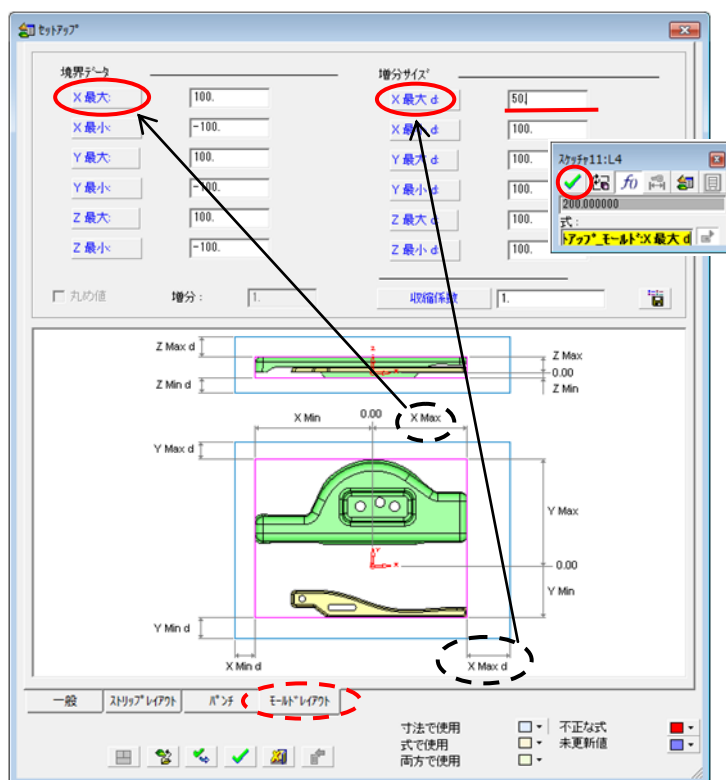 ｾｯﾄｱｯﾌﾟ
境界ﾃﾞｰﾀ
増分ｻｲｽﾞ
X 最大:
100.
X 最大 d:
50.
X 最小:
-100.
X 最小 d:
100.
Y 最大:
100.
Y 最大 d:
100.
Y 最小:
-100.
Y 最小 d:
100.
Z 最大:
100.
Z 最大 d:
100.
Z 最小:
-100.
Z 最小 d:
100.
ｽｹｯﾁｬ11:L4
200.000000
式 :
ﾄｱｯﾌﾟ_ﾓｰﾙﾄﾞ:X 最大 d
丸め値
増分 :
1.
収縮係数
1.
Z Max d
Z Max
0.00
Z Min d
Z Min
X Min
0.00
X Max
Y Max d
Y Max
0.00
Y Min
Y Min d
X Min d
X Max d
一般
ｽﾄﾘｯﾌﾟﾚｲｱｳﾄ
ﾊﾟﾝﾁ
ﾓｰﾙﾄﾞﾚｲｱｳﾄ
寸法で使用
不正な式
式で使用
未更新値
両方で使用